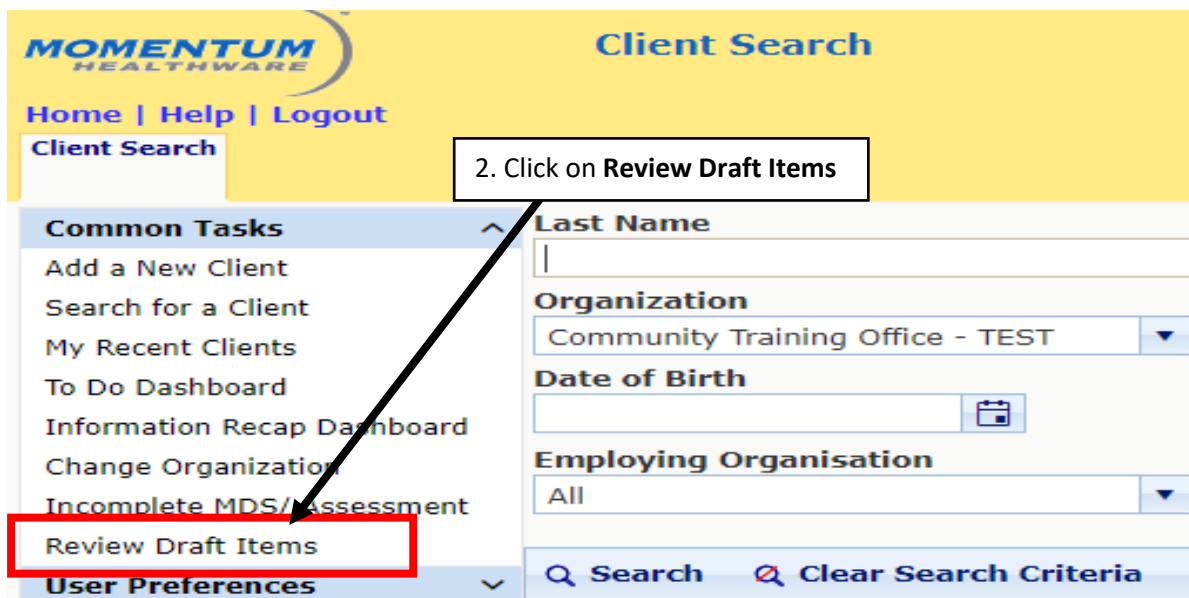 MOMENTUM
HEALTHWARE
Client Search
Home | Help | Logout
Client Search
2. Click on Review Draft Items
Common Tasks
Add a New Client
Search for a Client
My Recent Clients
To Do Dashboard
Information Recap Dashboard
Change Organization
Incomplete MDS/ Assessment
Review Draft Items
User Preferences
Last Name
Organization
Community Training Office - TEST
Date of Birth
Employing Organisation
All
Search Clear Search Criteria